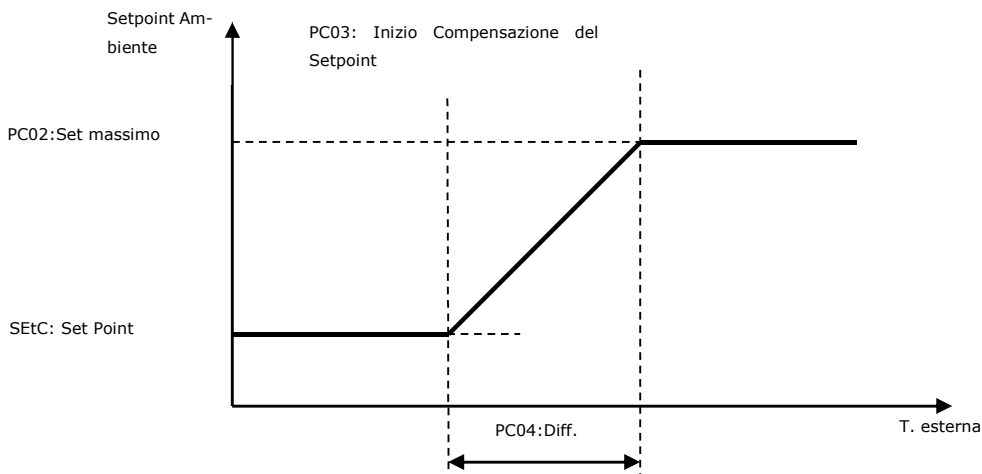 Setpoint Am-
biente
PC03: Inizio Compensazione del
Setpoint
PC02:Set massimo
SEtC: Set Point
PC04:Diff.
T. esterna